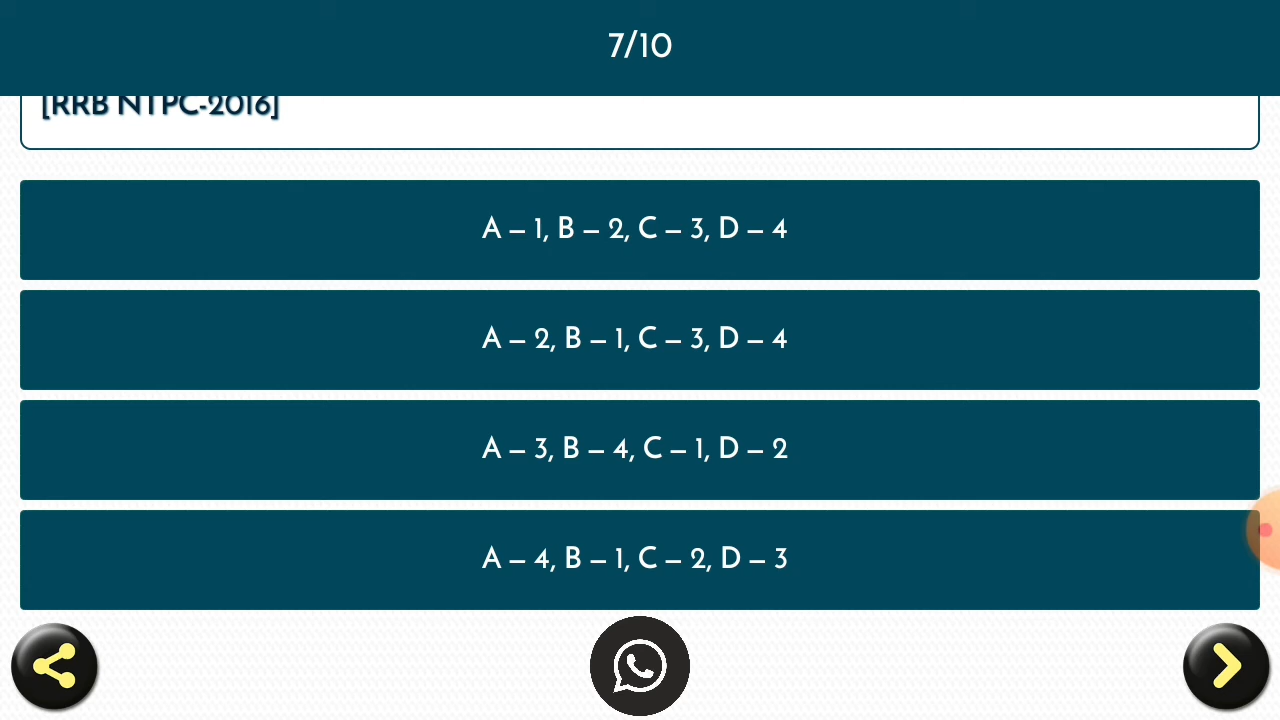 7/10
[RRB NTPC-2016]
A – 1, B – 2, C – 3, D – 4
A – 2, B – 1, C – 3, D – 4
A – 3, B – 4, C – 1, D – 2
A – 4, B – 1, C – 2, D – 3